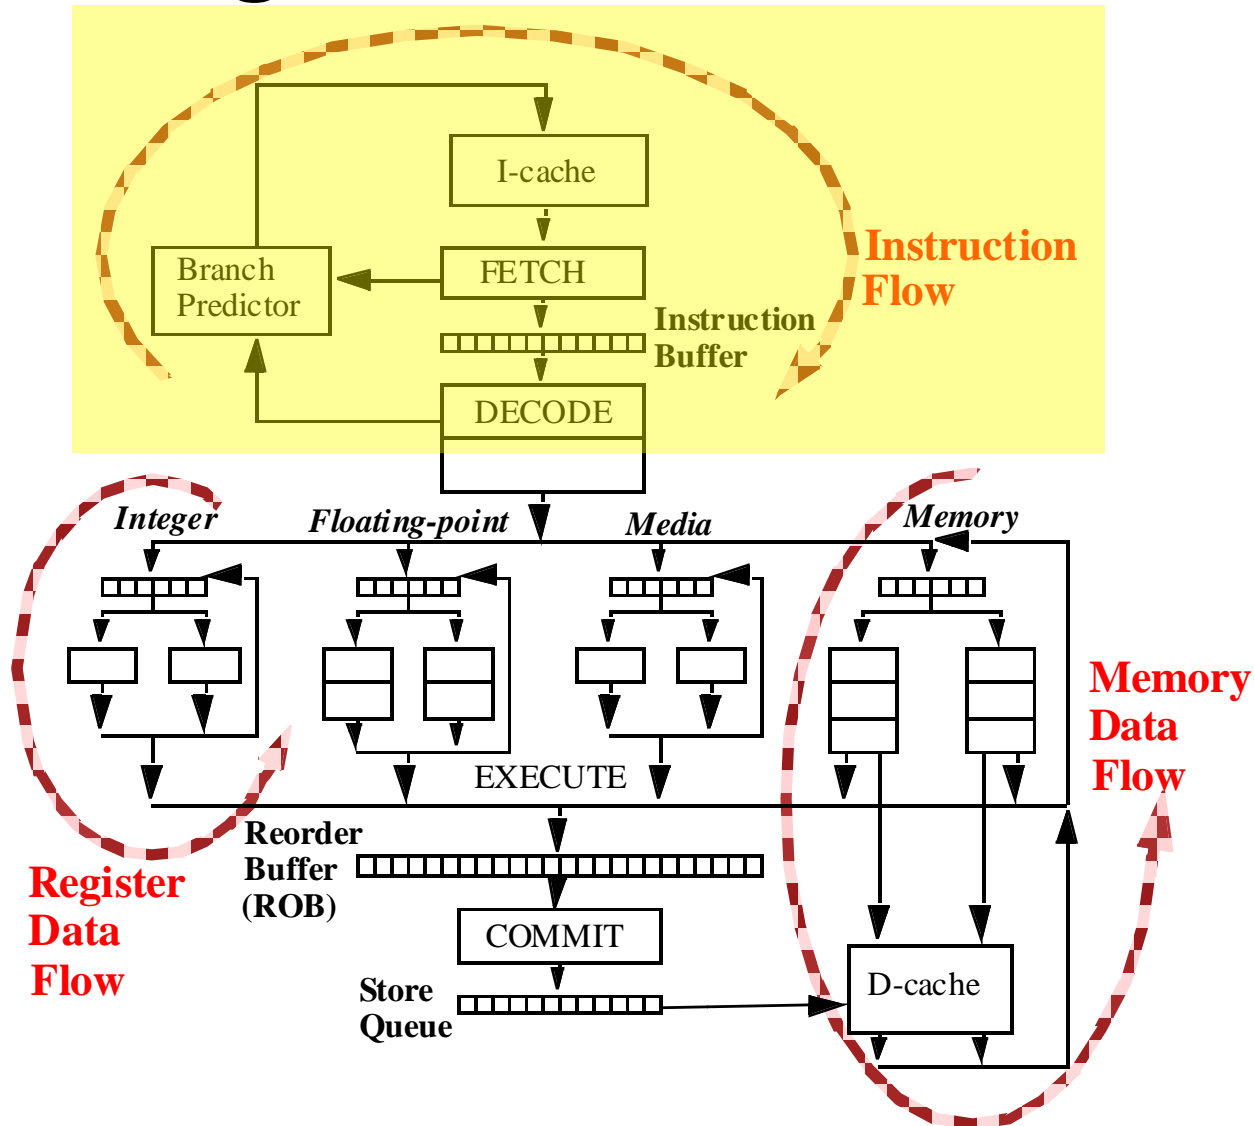 I-cache
Branch
Predictor
FETCH
Instruction
Flow
Instruction
Buffer
DECODE
Integer
Floating-point
Media
Memory
Memory
Data
Flow
EXECUTE
Reorder
Buffer
(ROB)
Register
Data
Flow
COMMIT
Store
Queue
D-cache